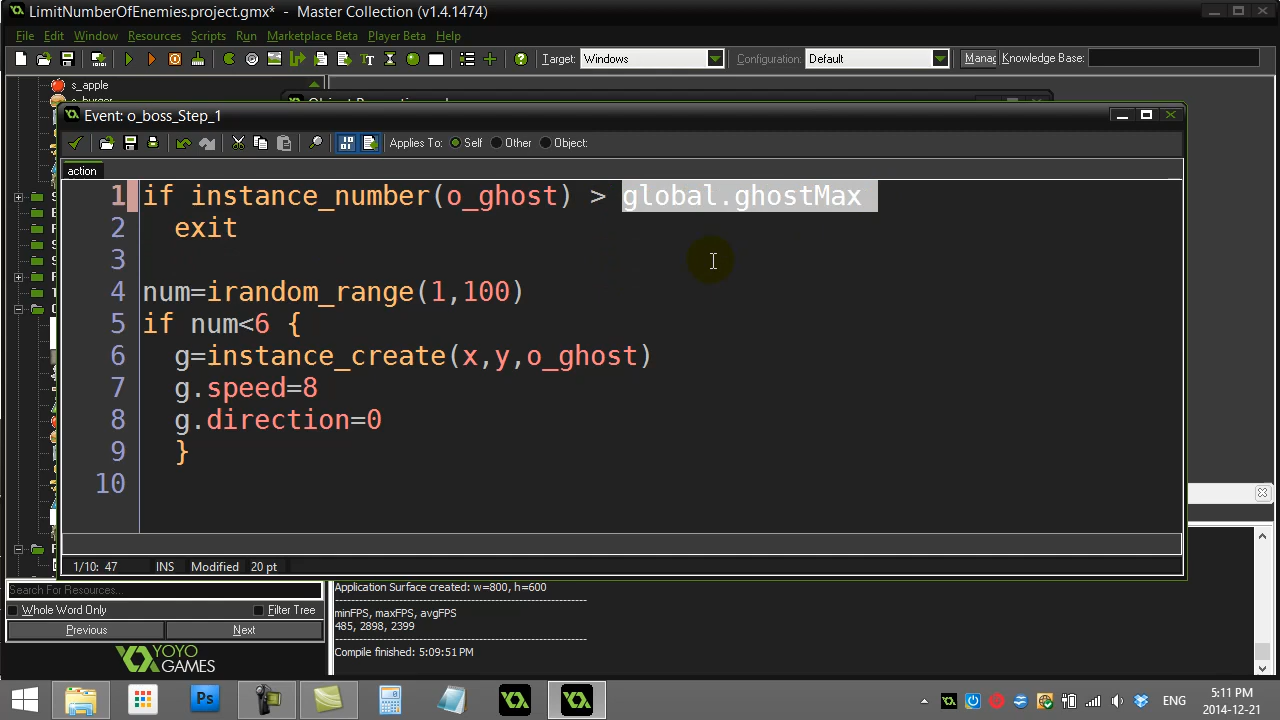 LimitNumberOfEnemies.project.gmx* - Master Collection (v1.4.1474)
File Edit Window Resources Scripts Run Marketplace Beta Player Beta Help
Target: Windows Configuration: Default Manag Knowledge Base:
s_apple
Event: o_boss_Step_1
Applies To: Self Other Object:
action
1 if instance_number(o_ghost) > global.ghostMax
2 exit
3
4 num=irandom_range(1,100)
5 if num<6 {
6 g=instance_create(x,y,o_ghost)
7 g.speed=8
8 g.direction=0
9 }
10
1/10: 47 INS Modified 20 pt
Search For Resources...
Whole Word Only Filter Tree
Previous Next
YOYO
GAMES
Application Surface created: w=800, h=600
minFPS, maxFPS, avgFPS
485, 2898, 2399
Compile finished: 5:09:51 PM
Ps ENG 5:11 PM
2014-12-21